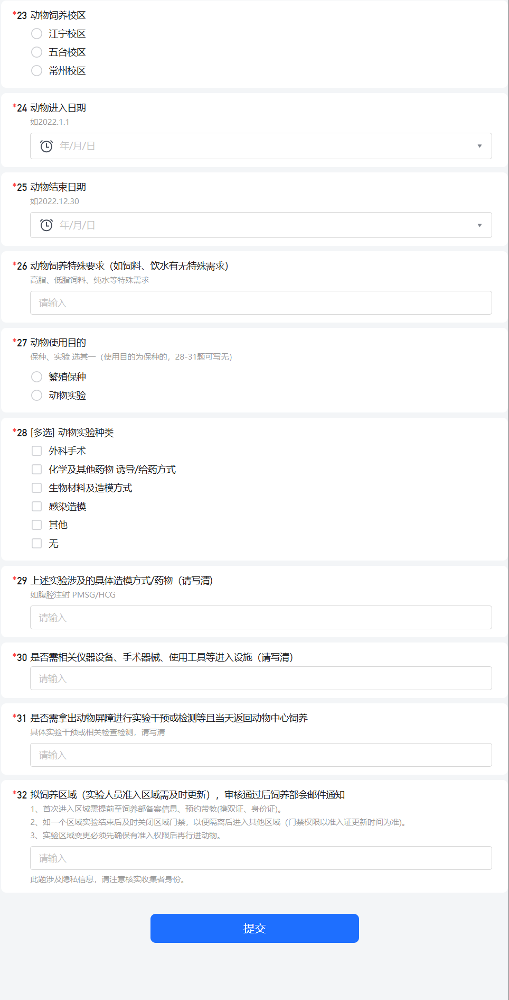 *23 动物饲养校区
江宁校区
五台校区
常州校区
*24 动物进入日期
如2022.1.1
年/月/日
*25 动物结束日期
如2022.12.30
年/月/日
*26 动物饲养特殊要求（如饲料、饮水有无特殊需求）
高脂、低脂饲料、纯水等特殊需求
请输入
*27 动物使用目的
保种、实验 选其一（使用目的为保种的，28-31题可写无）
繁殖保种
动物实验
*28 [多选] 动物实验种类
外科手术
化学及其他药物 诱导/给药方式
生物材料及造模方式
感染造模
其他
无
*29 上述实验涉及的具体造模方式/药物（请写清)
如腹腔注射 PMSG/HCG
请输入
*30 是否需相关仪器设备、手术器械、使用工具等进入设施（请写清）
请输入
*31 是否需拿出动物屏障进行实验干预或检测等且当天返回动物中心饲养
具体实验干预或相关检查检测，请写清
请输入
*32 拟饲养区域（实验人员准入区域需及时更新），审核通过后饲养部会邮件通知
1、首次进入区域需提前至饲养部备案信息、预约带教(携双证、身份证)。
2、如一个区域实验结束后及时关闭区域门禁，以便隔离后进入其他区域（门禁权限以准入证更新时间为准)。
3、实验区域变更必须先确保有准入权限后再行进动物。
请输入
此题涉及隐私信息，请注意核实收集者身份。
提交